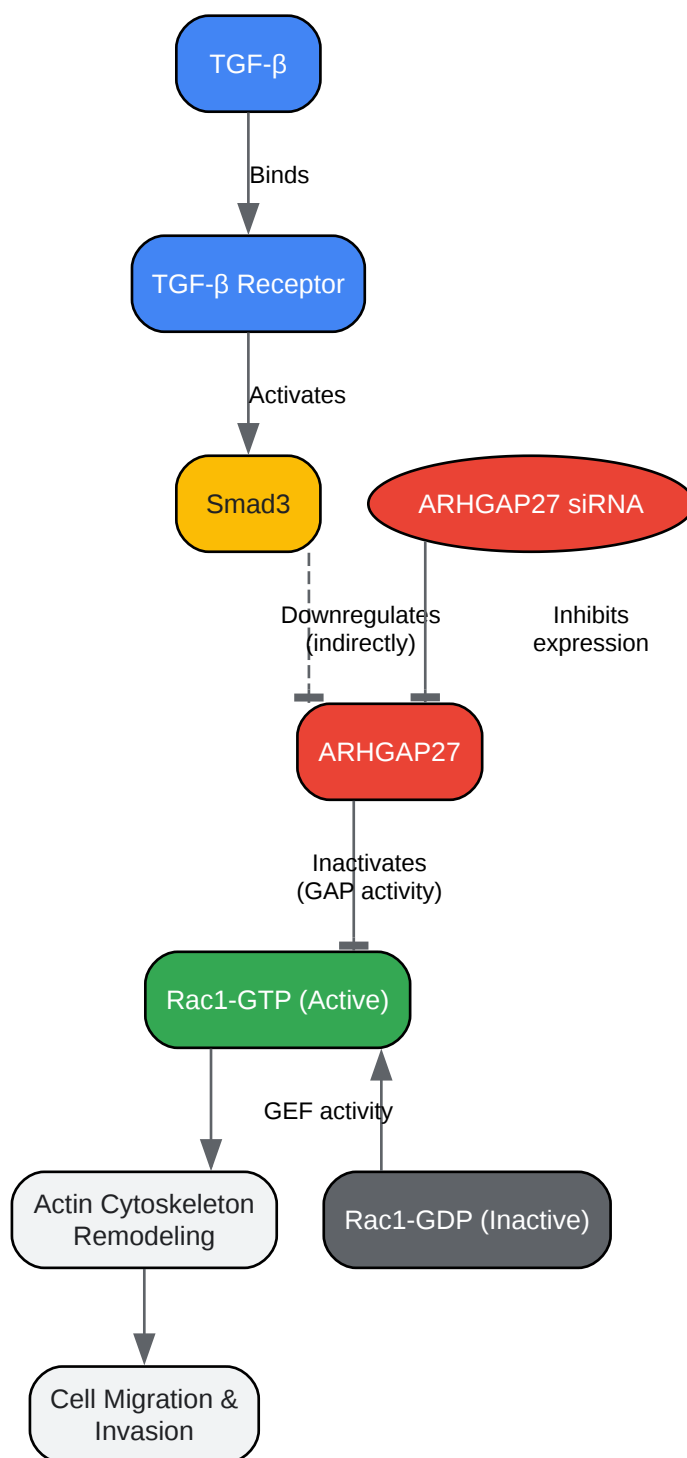 TGF-β
Binds
TGF-β Receptor
Activates
Smad3
ARHGAP27 siRNA
Downregulates
(indirectly)
Inhibits
expression
ARHGAP27
Inactivates
(GAP activity)
Rac1-GTP (Active)
GEF activity
Actin Cytoskeleton
Remodeling
Rac1-GDP (Inactive)
Cell Migration &
Invasion